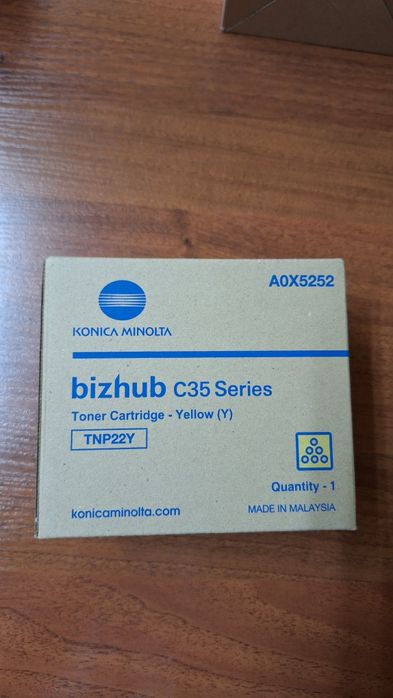 A0X5252
KONICA MINOLTA
bizhub C35 Series
Toner Cartridge - Yellow (Y)
TNP22Y
Quantity - 1
konicaminolta.com
MADE IN MALAYSIA